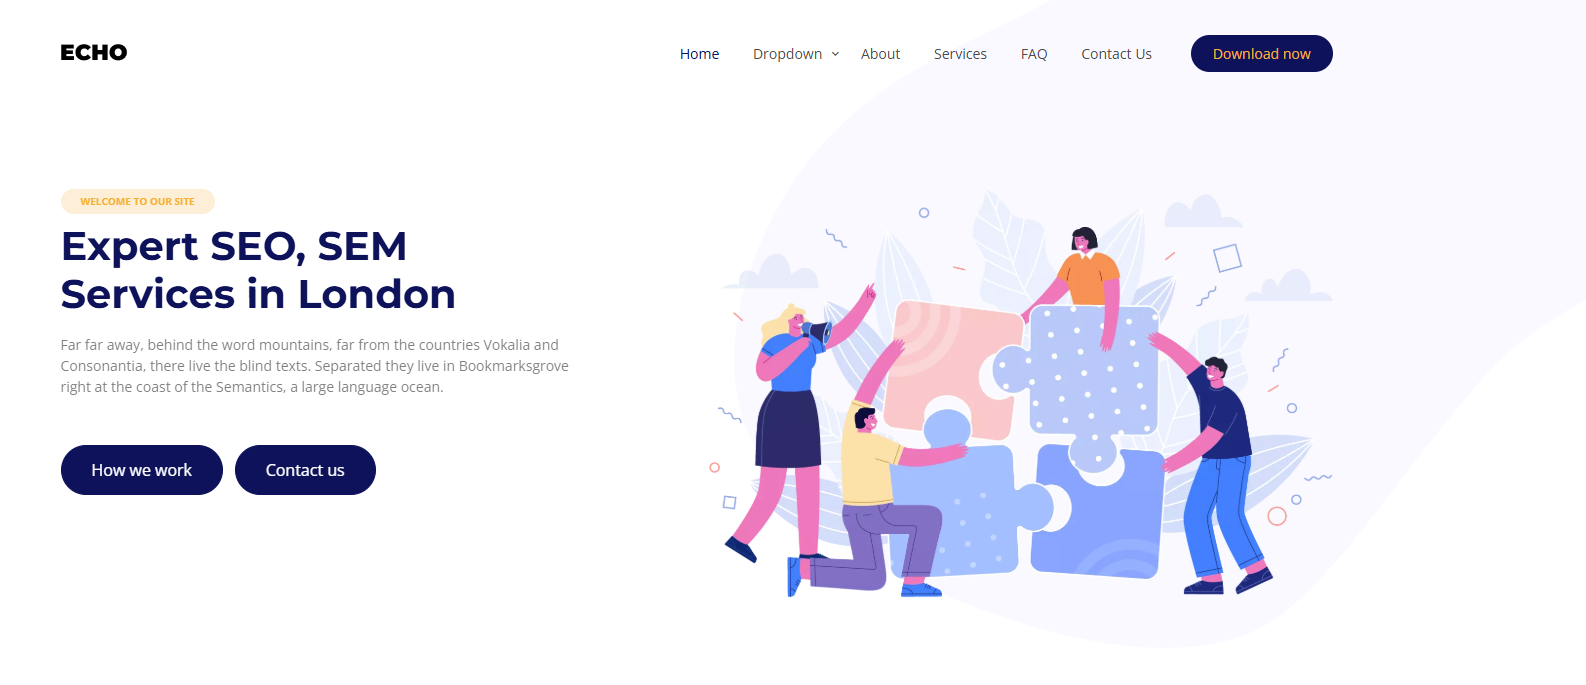 ECHO
Home Dropdown About Services FAQ Contact Us Download now
WELCOME TO OUR SITE
Expert SEO, SEM
Services in London
Far far away, behind the word mountains, far from the countries Vokalia and
Consonantia, there live the blind texts. Separated they live in Bookmarksgrove
right at the coast of the Semantics, a large language ocean.
How we work Contact us